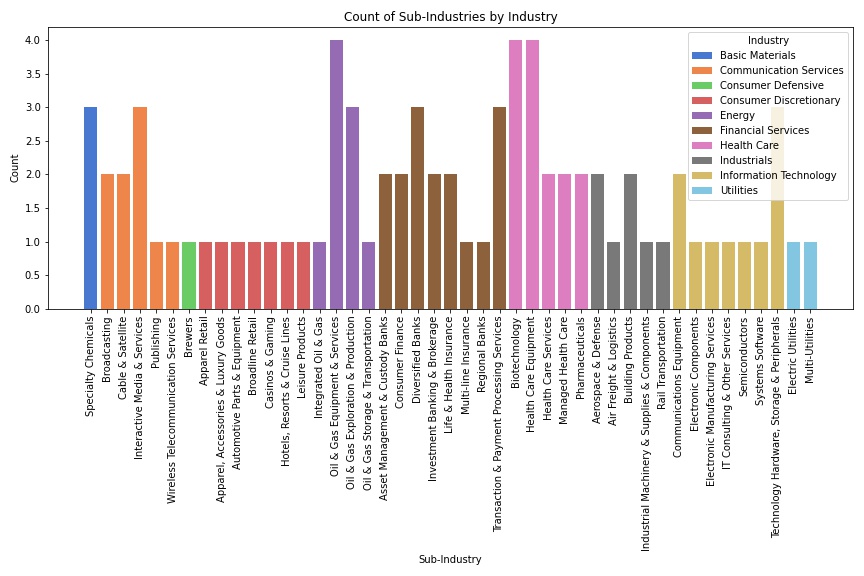 Count of Sub-Industries by Industry
Count
4.0
3.5
3.0
2.5
2.0
1.5
1.0
0.5
0.0
Industry
Basic Materials
Communication Services
Consumer Defensive
Consumer Discretionary
Energy
Financial Services
Health Care
Industrials
Information Technology
Utilities
Specialty Chemicals
Broadcasting
Cable & Satellite
Interactive Media & Services
Publishing
Wireless Telecommunication Services
Brewers
Apparel Retail
Apparel, Accessories & Luxury Goods
Automotive Parts & Equipment
Broadline Retail
Casinos & Gaming
Hotels, Resorts & Cruise Lines
Leisure Products
Integrated Oil & Gas
Oil & Gas Equipment & Services
Oil & Gas Exploration & Production
Oil & Gas Storage & Transportation
Asset Management & Custody Banks
Consumer Finance
Diversified Banks
Investment Banking & Brokerage
Life & Health Insurance
Multi-line Insurance
Regional Banks
Transaction & Payment Processing Services
Biotechnology
Health Care Equipment
Health Care Services
Managed Health Care
Pharmaceuticals
Aerospace & Defense
Air Freight & Logistics
Building Products
Industrial Machinery & Supplies & Components
Rail Transportation
Communications Equipment
Electronic Components
Electronic Manufacturing Services
IT Consulting & Other Services
Semiconductors
Systems Software
Technology Hardware, Storage & Peripherals
Electric Utilities
Multi-Utilities
Sub-Industry